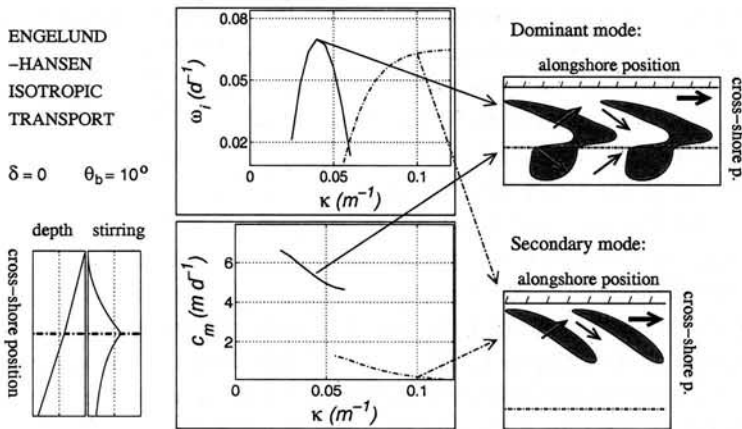 ENGELUND
−HANSEN
ISOTROPIC
TRANSPORT
δ = 0 θb = 10°
depth stirring
cross−shore position
0.08
0.05
0.02
ωi (d−1)
0 0.05 0.1
κ (m−1)
6
4
2
cm (m d−1)
0 0.05 0.1
κ (m−1)
Dominant mode:
alongshore position
cross−shore p.
Secondary mode:
alongshore position
cross−shore p.